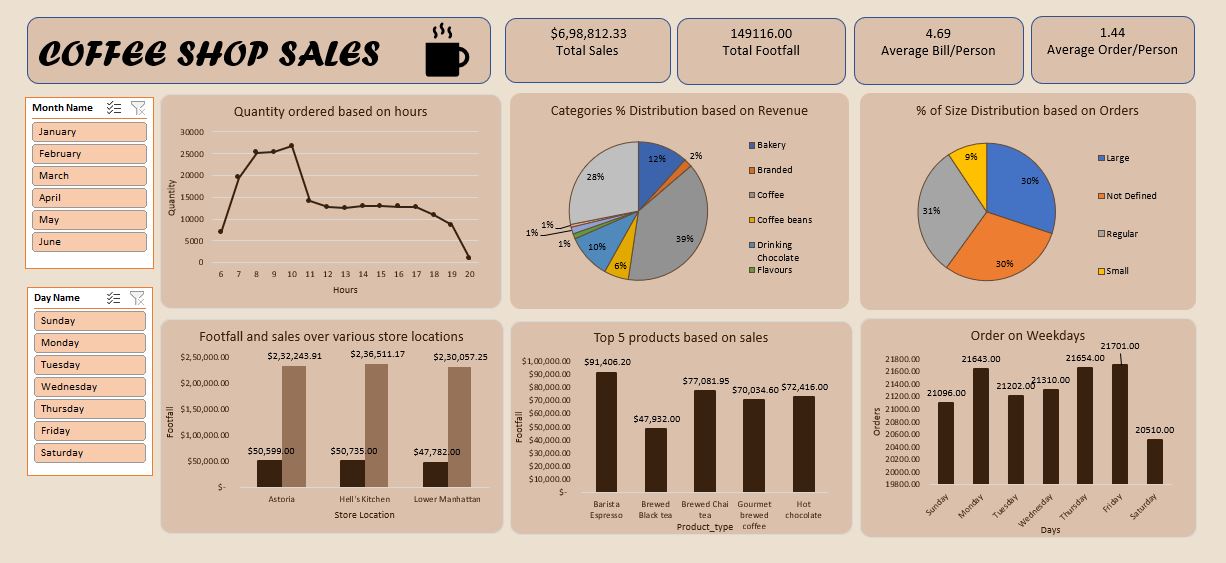 COFFEE SHOP SALES
$6,98,812.33
Total Sales
149116.00
Total Footfall
4.69
Average Bill/Person
1.44
Average Order/Person
Month Name
January
February
March
April
May
June
Day Name
Sunday
Monday
Tuesday
Wednesday
Thursday
Friday
Saturday
Quantity ordered based on hours
30000
25000
20000
15000
10000
5000
0
Quantity
6 7 8 9 10 11 12 13 14 15 16 17 18 19 20
Hours
Categories % Distribution based on Revenue
12%
2%
39%
6%
10%
1%
1%
1%
28%
Bakery
Branded
Coffee
Coffee beans
Drinking
Chocolate
Flavours
% of Size Distribution based on Orders
30%
30%
31%
9%
Large
Not Defined
Regular
Small
Footfall and sales over various store locations
$2,50,000.00
$2,00,000.00
$1,50,000.00
$1,00,000.00
$50,000.00
$-
Footfall
$2,32,243.91 $2,36,511.17 $2,30,057.25
$50,599.00 $50,735.00 $47,782.00
Astoria Hell's Kitchen Lower Manhattan
Store Location
Top 5 products based on sales
$1,00,000.00
$90,000.00
$80,000.00
$70,000.00
$60,000.00
$50,000.00
$40,000.00
$30,000.00
$20,000.00
$10,000.00
$-
Footfall
$91,406.20
$47,932.00
$77,081.95
$70,034.60
$72,416.00
Barista
Espresso
Brewed
Black tea
Brewed Chai
tea
Gourmet
brewed
coffee
Hot
chocolate
Product_type
Order on Weekdays
21800.00
21600.00
21400.00
21200.00
21000.00
20800.00
20600.00
20400.00
20200.00
20000.00
19800.00
Orders
21096.00
21643.00
21202.00
21310.00
21654.00
21701.00
20510.00
Sunday
Monday
Tuesday
Wednesday
Thursday
Friday
Saturday
Days